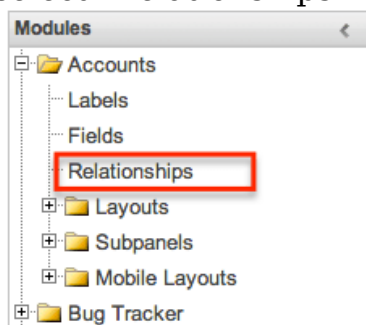 Modules
Accounts
Labels
Fields
Relationships
Layouts
Subpanels
Mobile Layouts
Bug Tracker